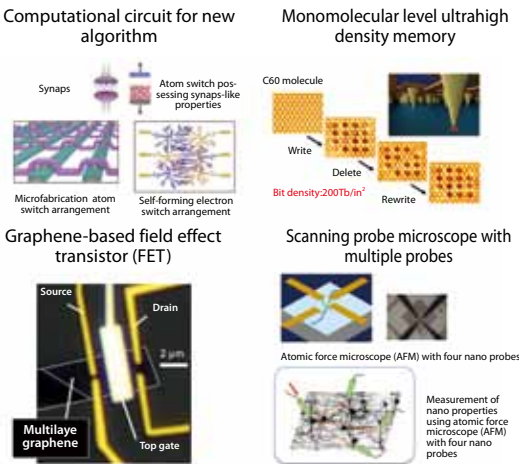 Computational circuit for new
algorithm
Synaps
Atom switch pos-
sessing synaps-like
properties
Microfabrication atom
switch arrangement
Self-forming electron
switch arrangement
Monomolecular level ultrahigh
density memory
C60 molecule
Write
Delete
Rewrite
Bit density:200Tb/in²
Graphene-based field effect
transistor (FET)
Source
Drain
2 μm
Multilaye
graphene
Top gate
Scanning probe microscope with
multiple probes
Atomic force microscope (AFM) with four nano probes
Measurement of
nano properties
using atomic force
microscope (AFM)
with four nano
probes